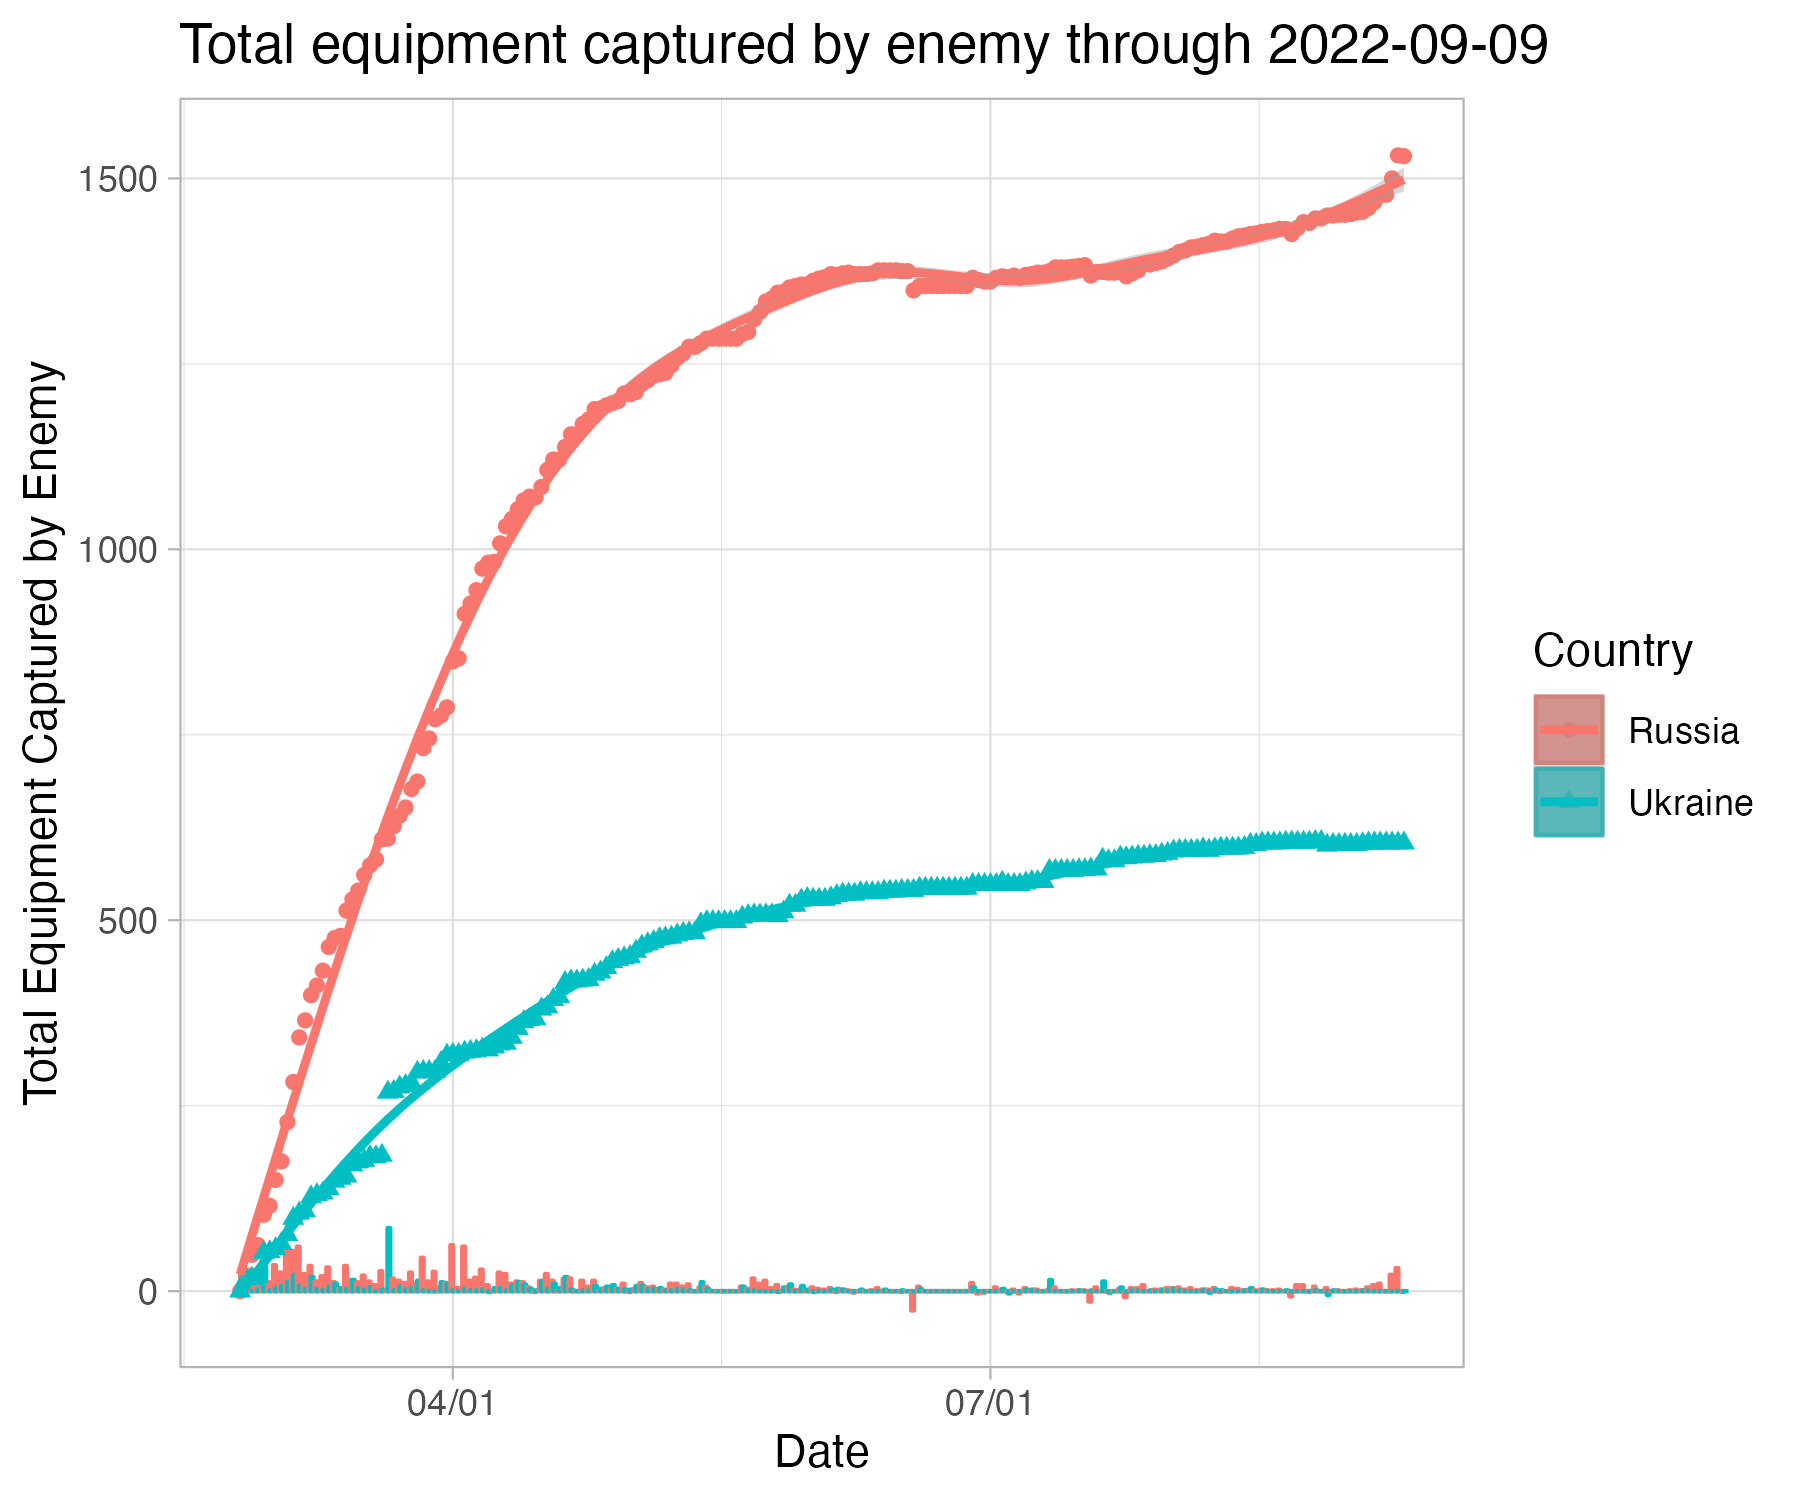 Total equipment captured by enemy through 2022-09-09
Total Equipment Captured by Enemy
1500
1000
500
0
04/01
07/01
Date
Country
Russia
Ukraine